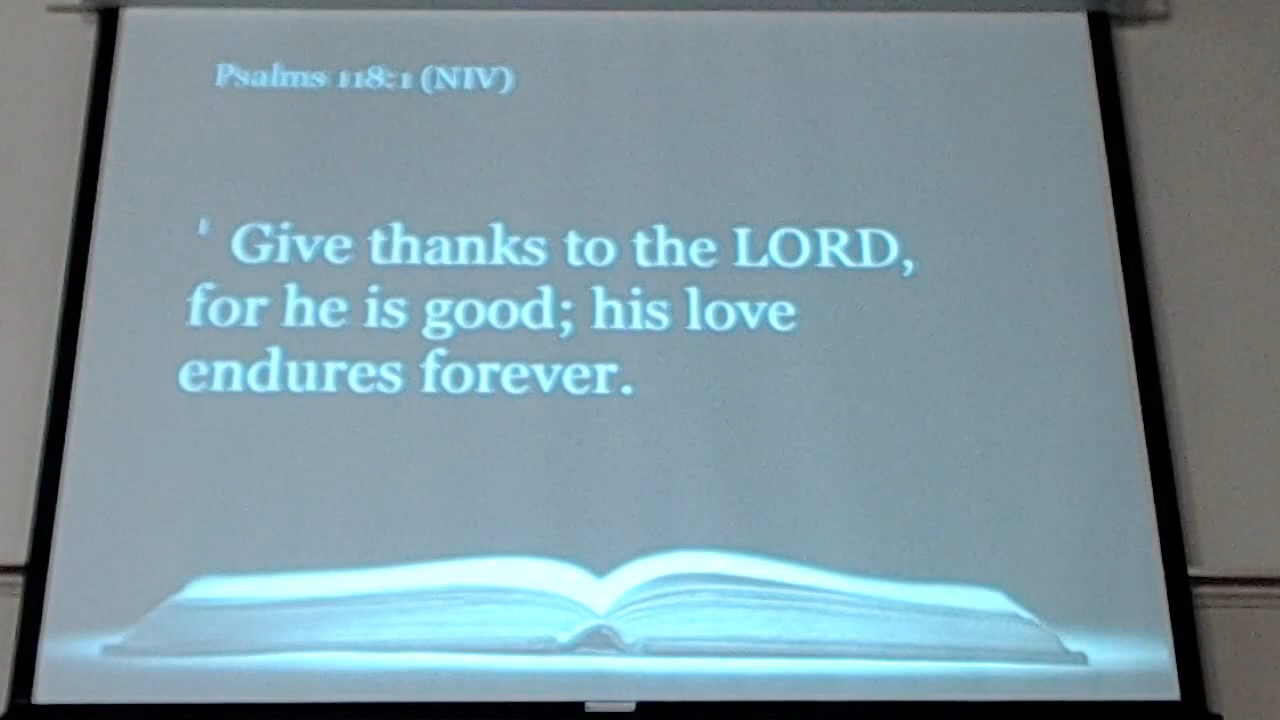 Psalms 118:1 (NIV)
1 Give thanks to the LORD,
for he is good; his love
endures forever.